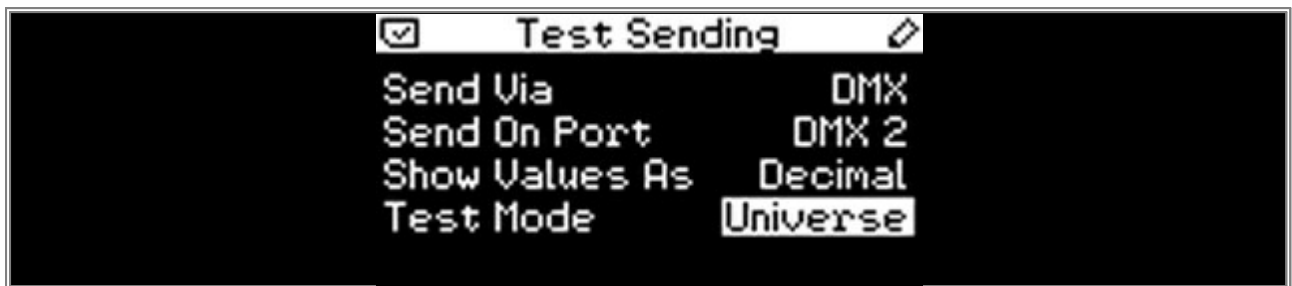 Test Sending
Send Via DMX
Send On Port DMX 2
Show Values As Decimal
Test Mode Universe